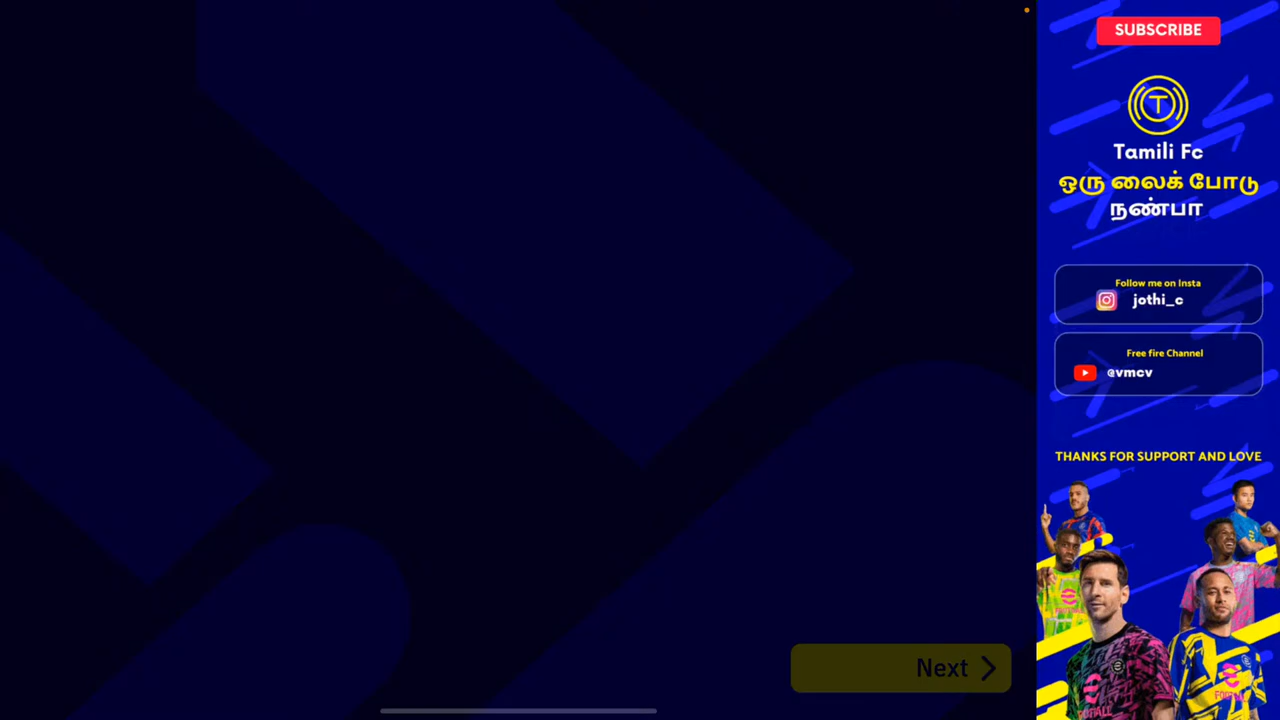 SUBSCRIBE
T
Tamili Fc
ஒரு லைக் போடு
நண்பா
Follow me on Insta
jothi_c
Free fire Channel
@vmcv
THANKS FOR SUPPORT AND LOVE
Next